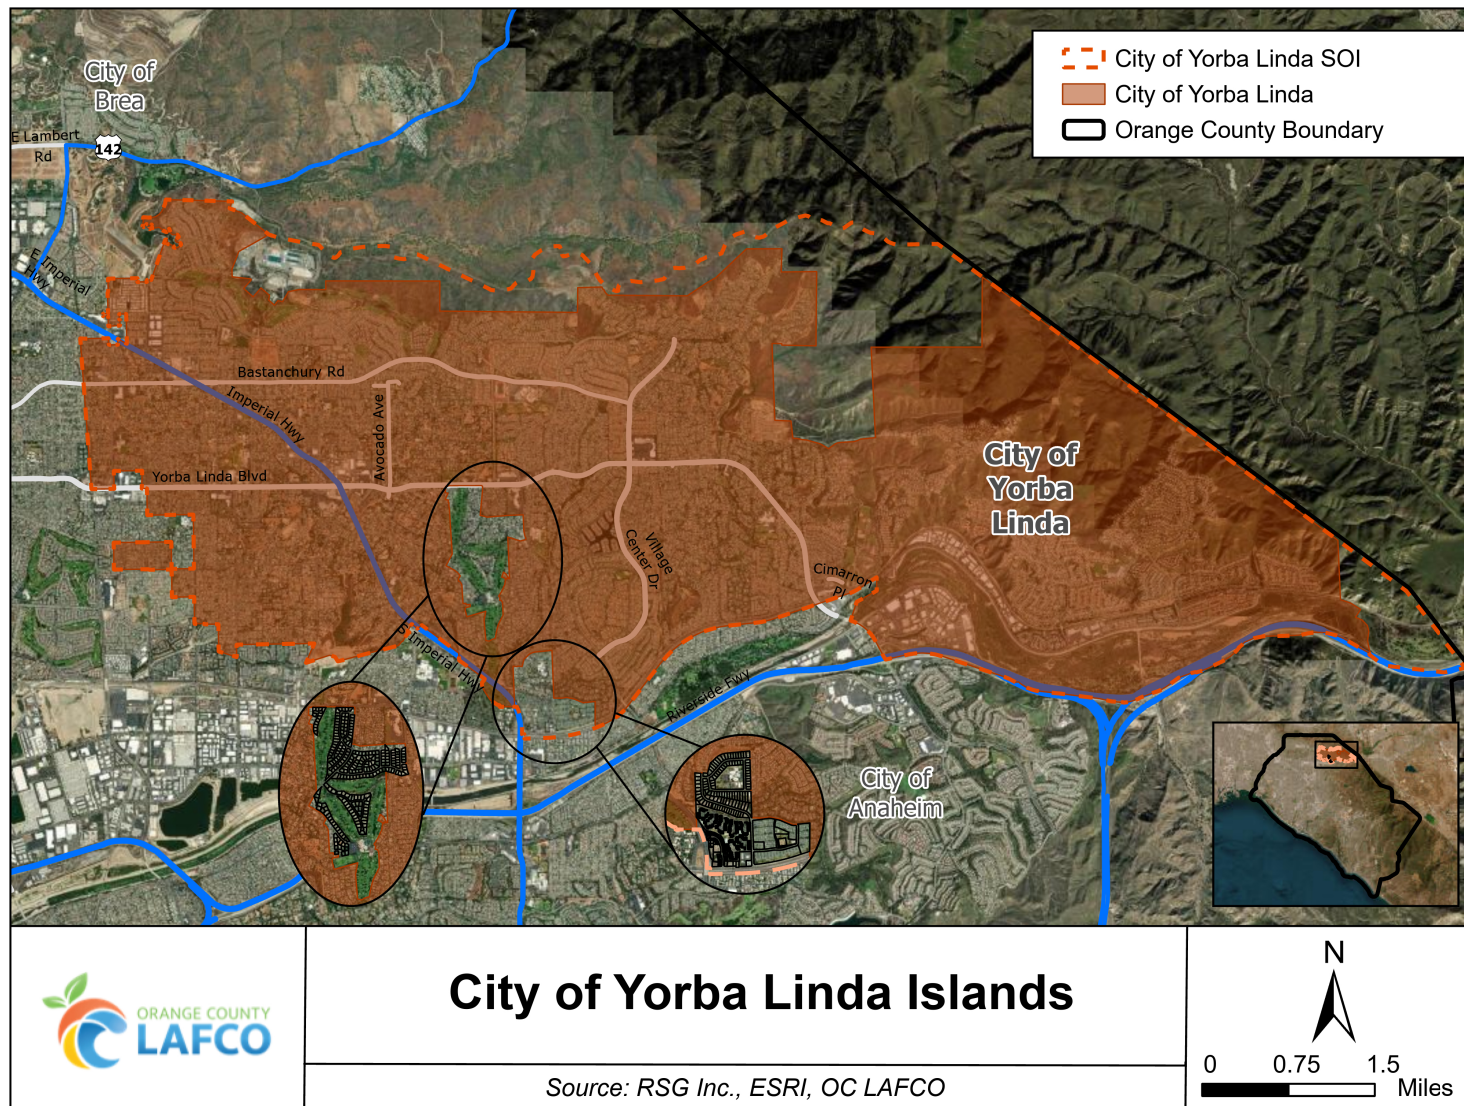 City of
Brea
City of Yorba Linda SOI
City of Yorba Linda
Orange County Boundary
E Lambert
Rd
142
E Imperial
Hwy
Bastanchury Rd
Imperial Hwy
Avocado Ave
Yorba Linda Blvd
City of
Yorba
Linda
Village
Center Dr
Cimarron
Pl
S Imperial Hwy
Riverside Fwy
City of
Anaheim
ORANGE COUNTY
LAFCO
City of Yorba Linda Islands
Source: RSG Inc., ESRI, OC LAFCO
N
0 0.75 1.5
Miles